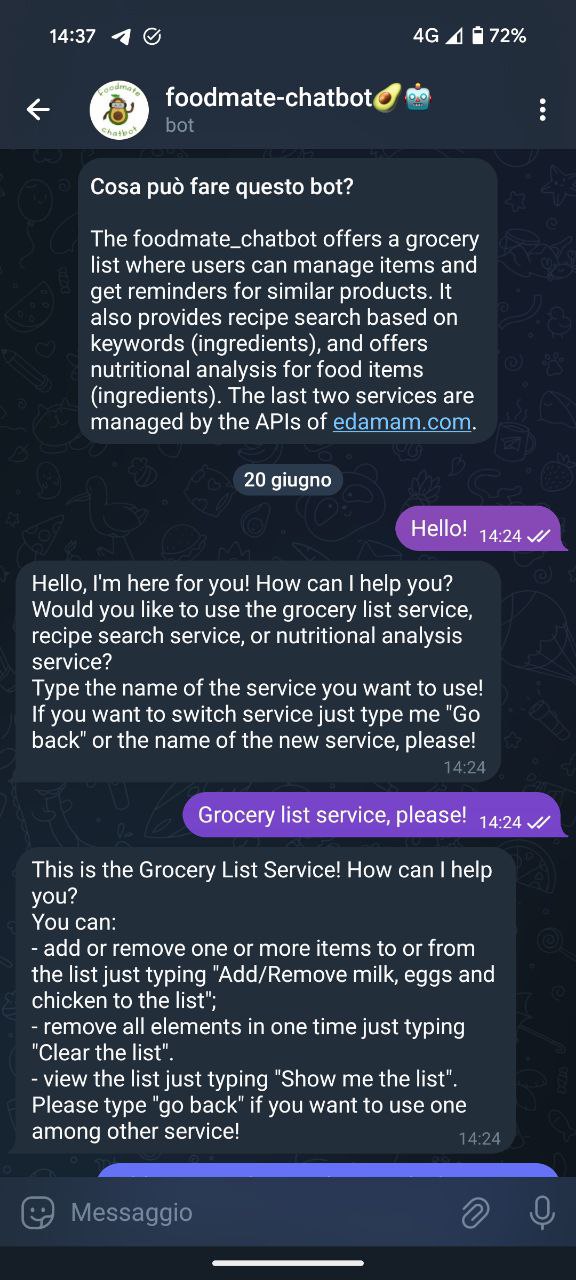 14:37 4G 72%
foodmate-chatbot🥑🤖
foodmate
chatbot
bot
Cosa può fare questo bot?
The foodmate_chatbot offers a grocery
list where users can manage items and
get reminders for similar products. It
also provides recipe search based on
keywords (ingredients), and offers
nutritional analysis for food items
(ingredients). The last two services are
managed by the APIs of edamam.com.
20 giugno
Hello! 14:24
Hello, I'm here for you! How can I help you?
Would you like to use the grocery list service,
recipe search service, or nutritional analysis
service?
Type the name of the service you want to use!
If you want to switch service just type me "Go
back" or the name of the new service, please!
14:24
Grocery list service, please! 14:24
This is the Grocery List Service! How can I help
you?
You can:
- add or remove one or more items to or from
the list just typing "Add/Remove milk, eggs and
chicken to the list";
- remove all elements in one time just typing
"Clear the list".
- view the list just typing "Show me the list".
Please type "go back" if you want to use one
among other service!
14:24
Messaggio